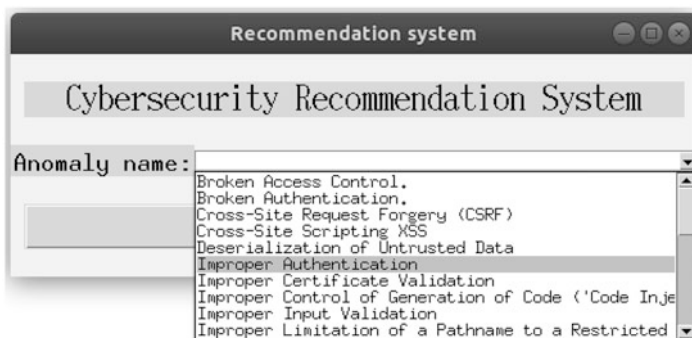 Recommendation system
Cybersecurity Recommendation System
Anomaly name:
Broken Access Control.
Broken Authentication.
Cross-Site Request Forgery (CSRF)
Cross-Site Scripting XSS
Deserialization of Untrusted Data
Improper Authentication
Improper Certificate Validation
Improper Control of Generation of Code ('Code Inje
Improper Input Validation
Improper Limitation of a Pathname to a Restricted